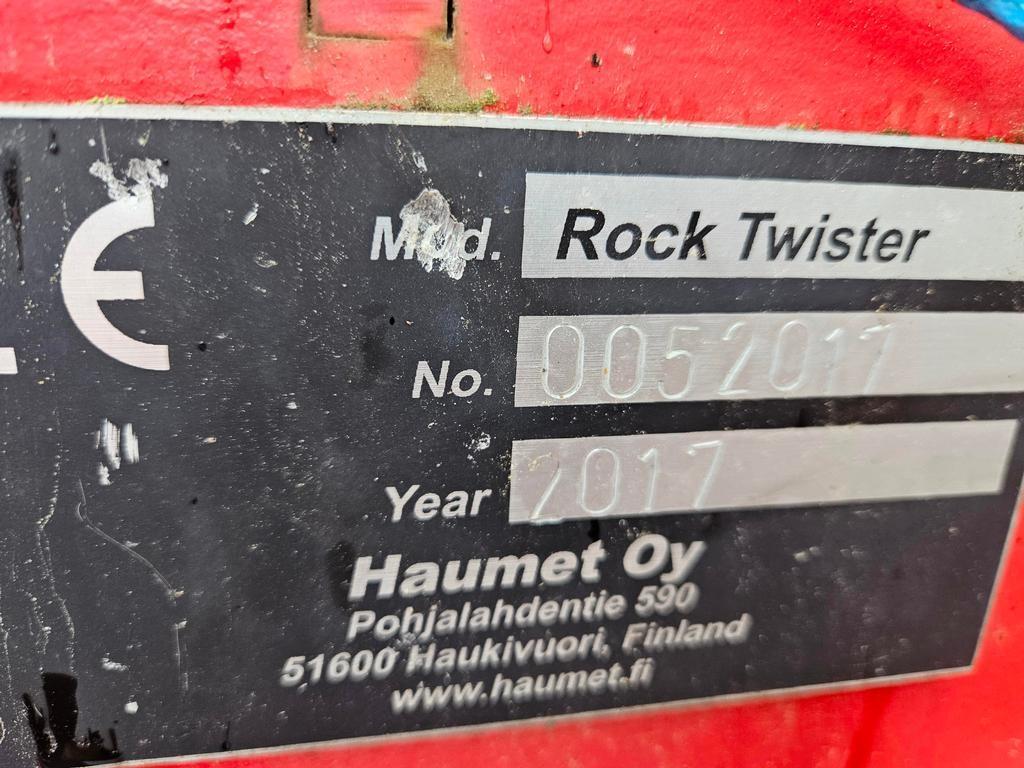 CE
Mod. Rock Twister
No. 0052017
Year 2017
Haumet Oy
Pohjalahdentie 590
51600 Haukivuori, Finland
www.haumet.fi